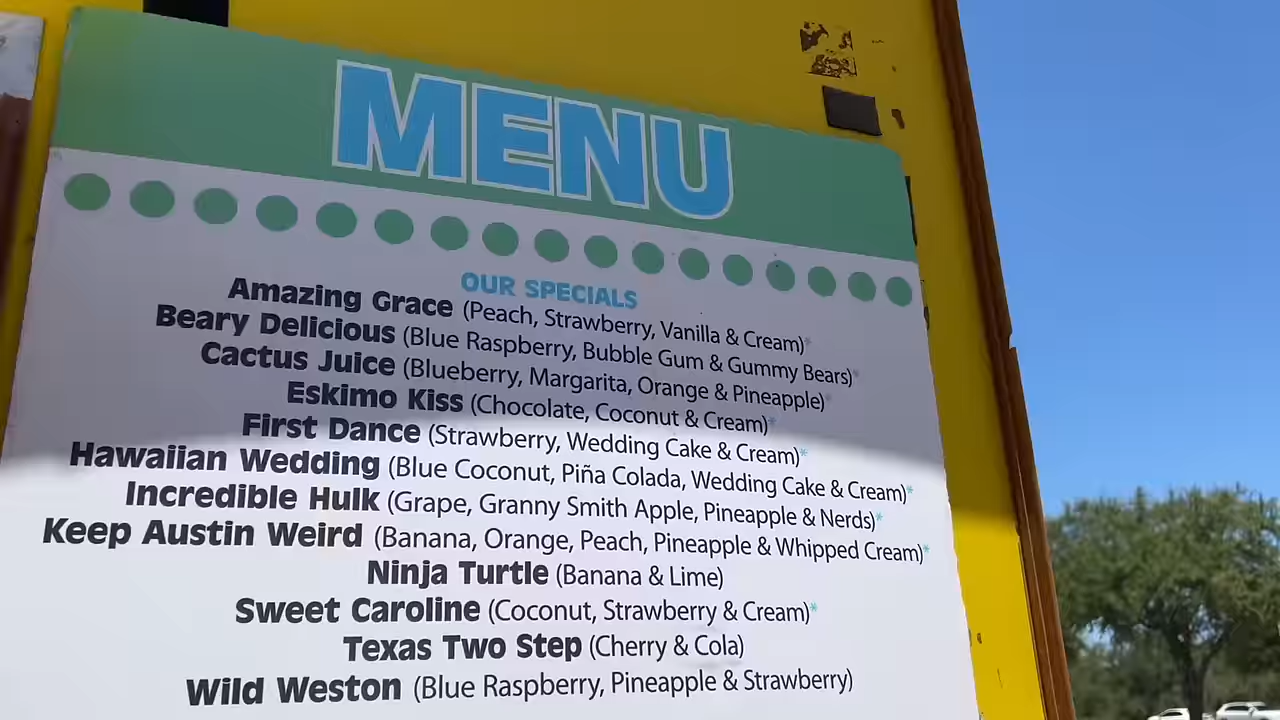 MENU
OUR SPECIALS
Amazing Grace (Peach, Strawberry, Vanilla & Cream)*
Beary Delicious (Blue Raspberry, Bubble Gum & Gummy Bears)*
Cactus Juice (Blueberry, Margarita, Orange & Pineapple)*
Eskimo Kiss (Chocolate, Coconut & Cream)*
First Dance (Strawberry, Wedding Cake & Cream)*
Hawaiian Wedding (Blue Coconut, Piña Colada, Wedding Cake & Cream)*
Incredible Hulk (Grape, Granny Smith Apple, Pineapple & Nerds)*
Keep Austin Weird (Banana, Orange, Peach, Pineapple & Whipped Cream)*
Ninja Turtle (Banana & Lime)
Sweet Caroline (Coconut, Strawberry & Cream)*
Texas Two Step (Cherry & Cola)
Wild Weston (Blue Raspberry, Pineapple & Strawberry)